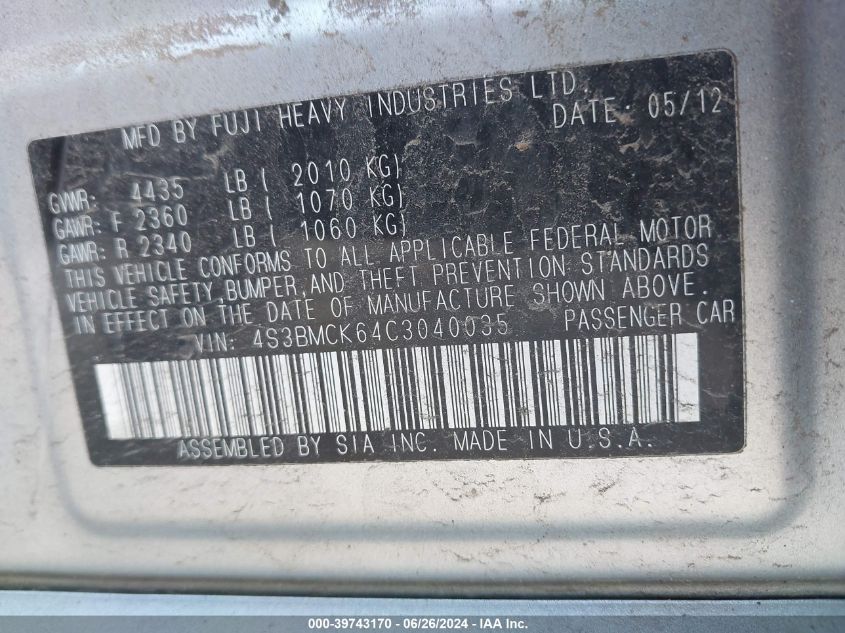 MFD BY FUJI HEAVY INDUSTRIES LTD. DATE: 05/12
GVWR: 4435 LB ( 2010 KG)
GAWR: F 2360 LB ( 1070 KG)
GAWR: R 2340 LB ( 1060 KG)
THIS VEHICLE CONFORMS TO ALL APPLICABLE FEDERAL MOTOR
VEHICLE SAFETY, BUMPER, AND THEFT PREVENTION STANDARDS
IN EFFECT ON THE DATE OF MANUFACTURE SHOWN ABOVE.
VIN: 4S3BMCK64C3040035 PASSENGER CAR
ASSEMBLED BY SIA INC. MADE IN U.S.A.
000-39743170 - 06/26/2024 - IAA Inc.